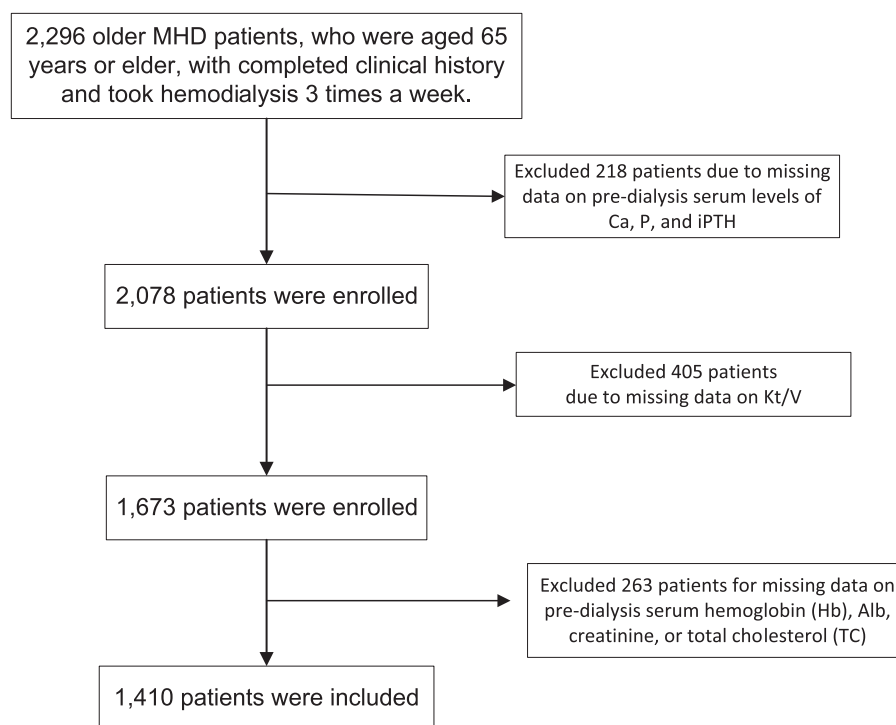 2,296 older MHD patients, who were aged 65
years or elder, with completed clinical history
and took hemodialysis 3 times a week.
Excluded 218 patients due to missing
data on pre-dialysis serum levels of
Ca, P, and iPTH
2,078 patients were enrolled
Excluded 405 patients
due to missing data on Kt/V
1,673 patients were enrolled
Excluded 263 patients for missing data on
pre-dialysis serum hemoglobin (Hb), Alb,
creatinine, or total cholesterol (TC)
1,410 patients were included